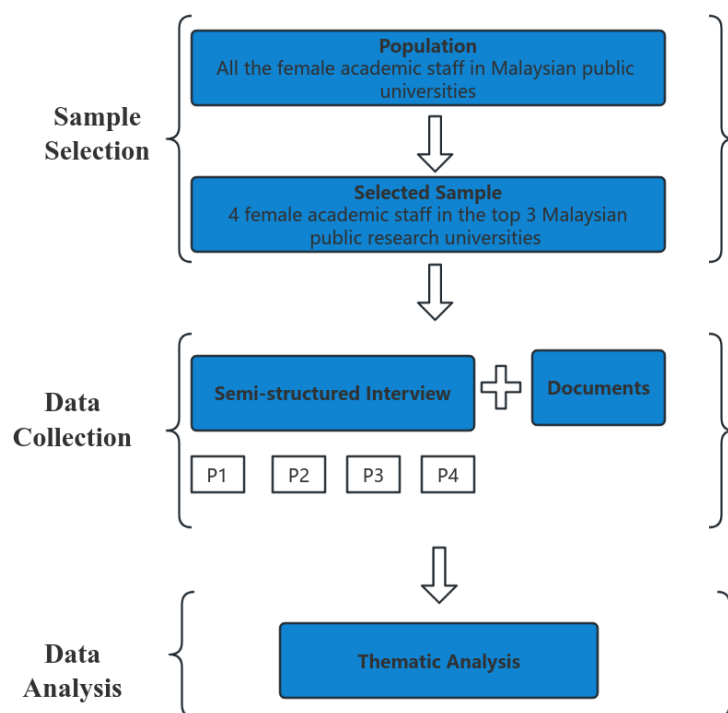 Population
All the female academic staff in Malaysian public
universities
Sample
Selection
Selected Sample
4 female academic staff in the top 3 Malaysian
public research universities
Data
Collection
Semi-structured Interview
Documents
P1
P2
P3
P4
Data
Analysis
Thematic Analysis